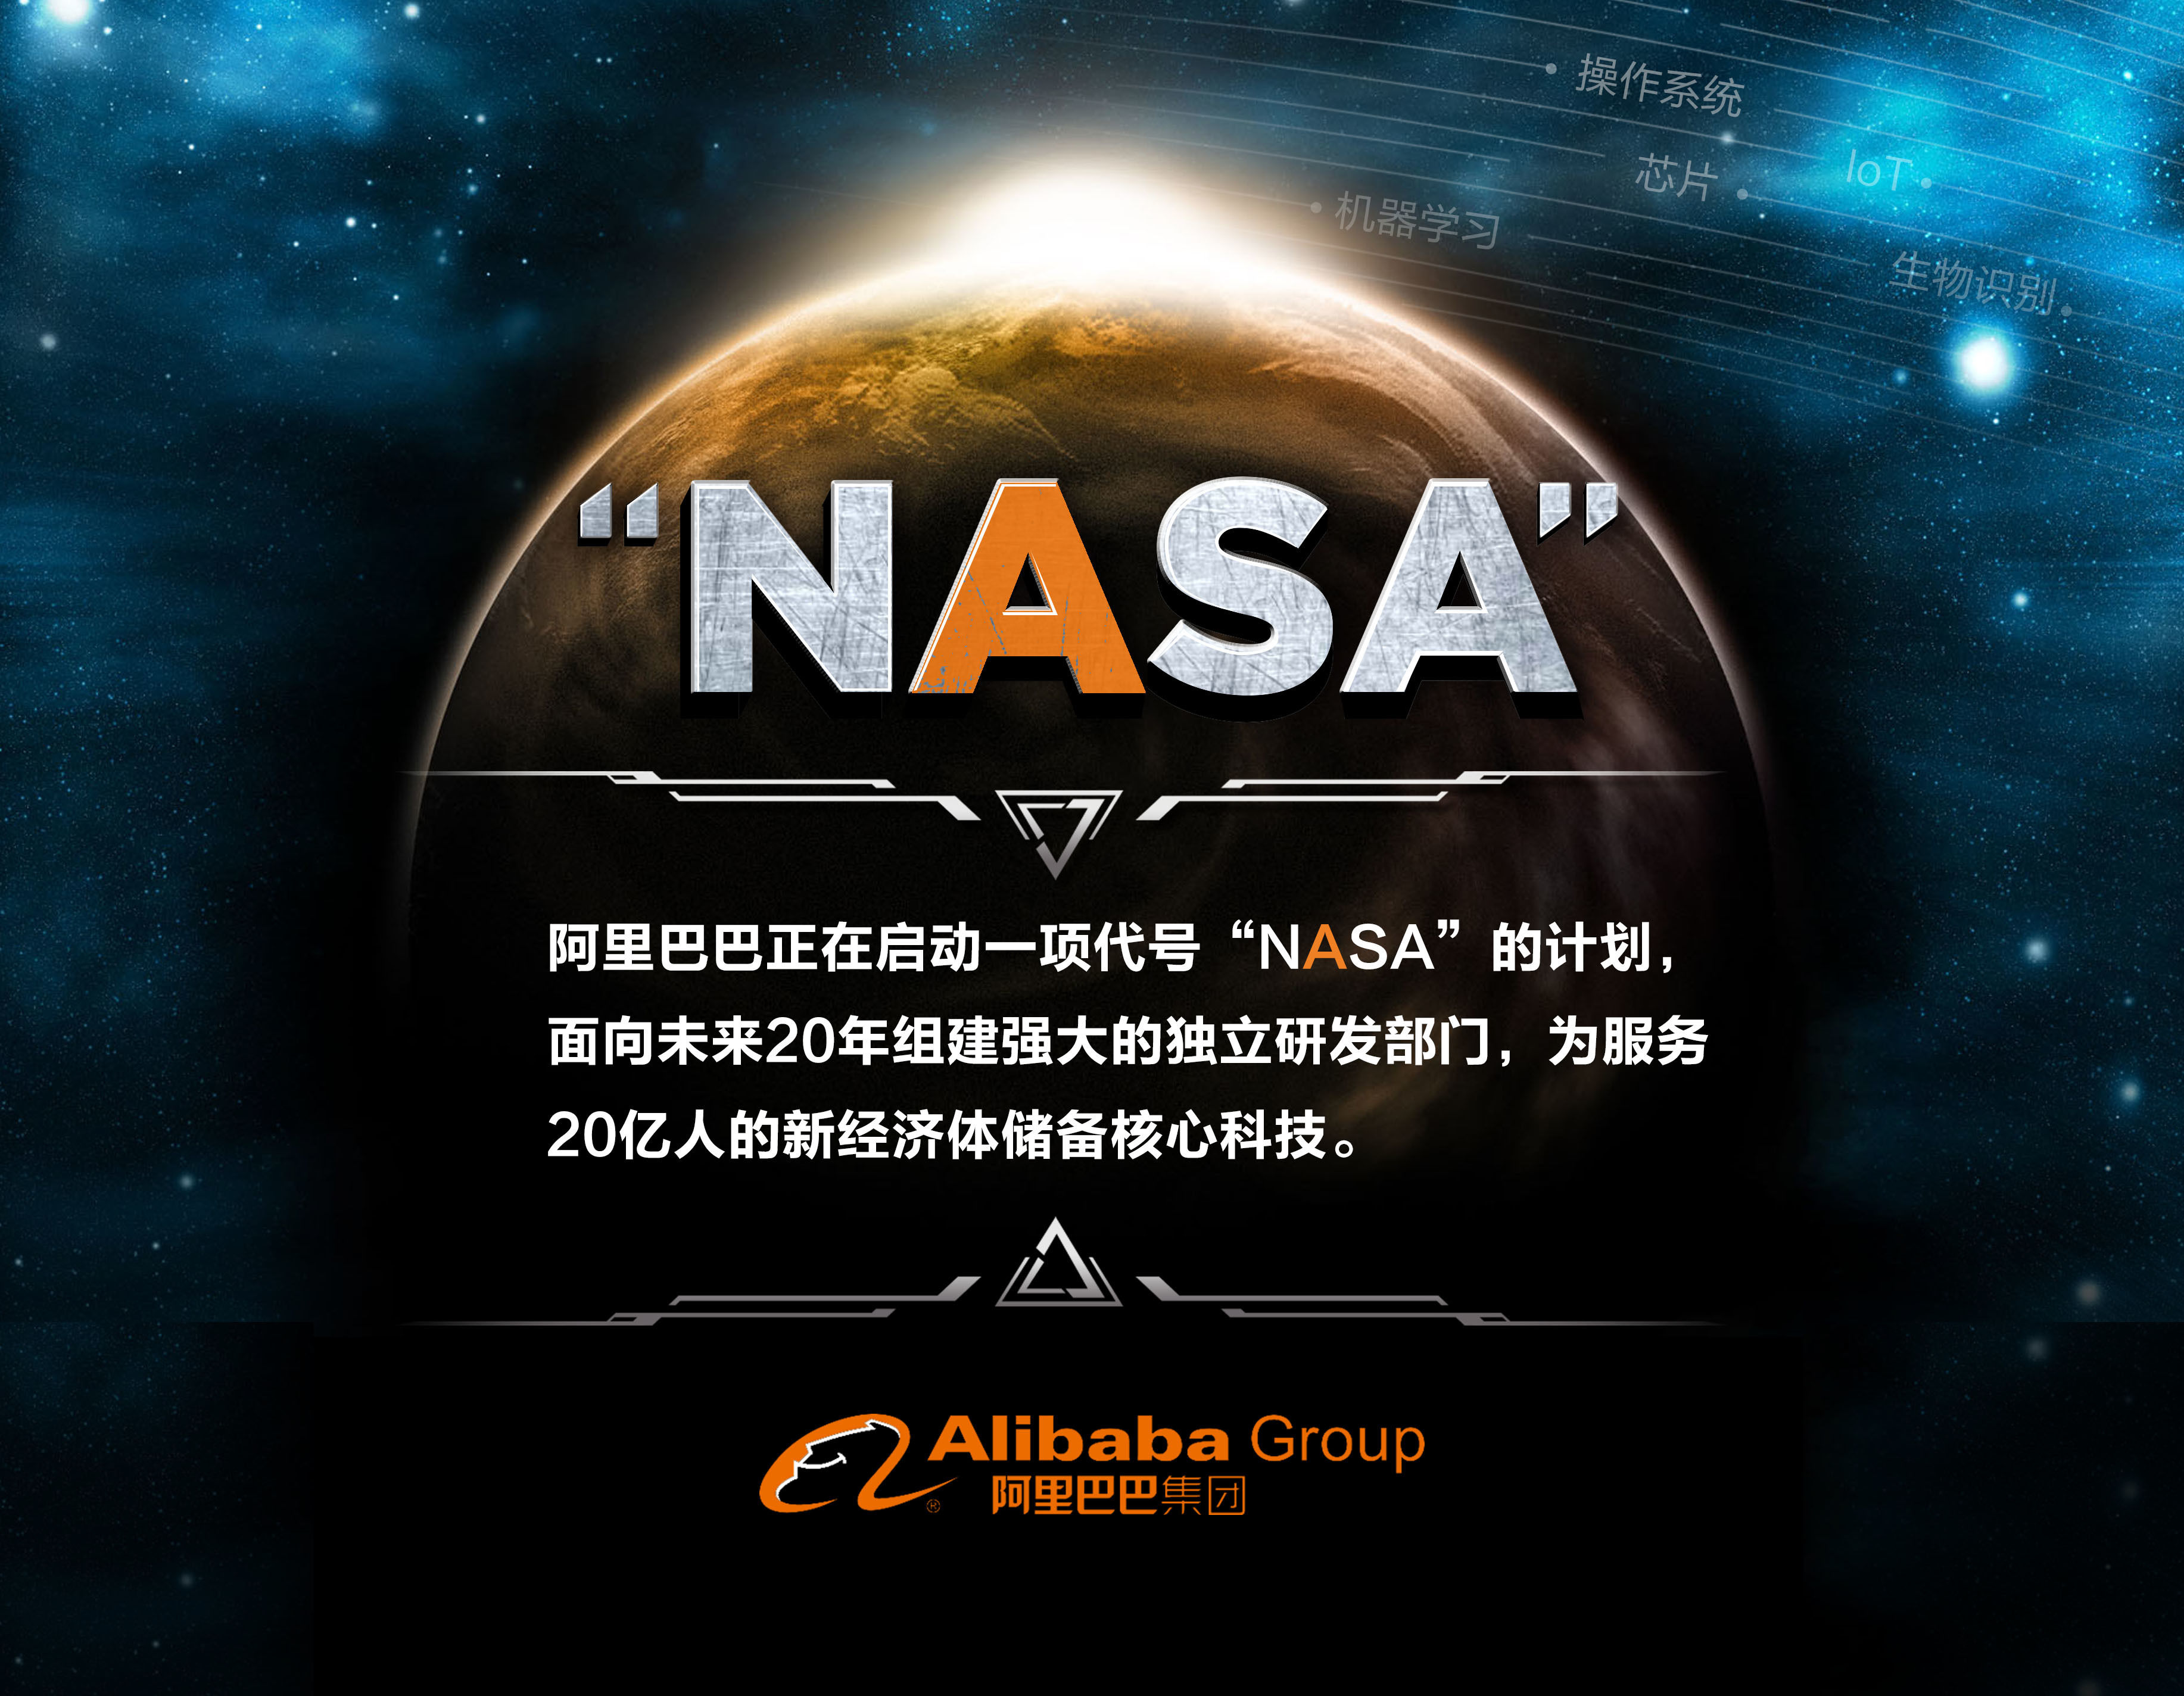 操作系统
芯片
IoT
机器学习
生物识别
“NASA”
阿里巴巴正在启动一项代号“NASA”的计划，
面向未来20年组建强大的独立研发部门，为服务
20亿人的新经济体储备核心科技。
Alibaba Group
®
阿里巴巴集团